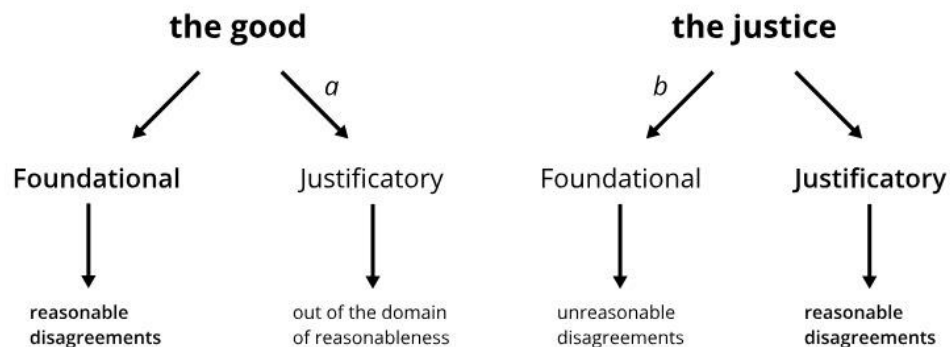 the good
the justice
a
b
Foundational
Justificatory
Foundational
Justificatory
reasonable
disagreements
out of the domain
of reasonableness
unreasonable
disagreements
reasonable
disagreements